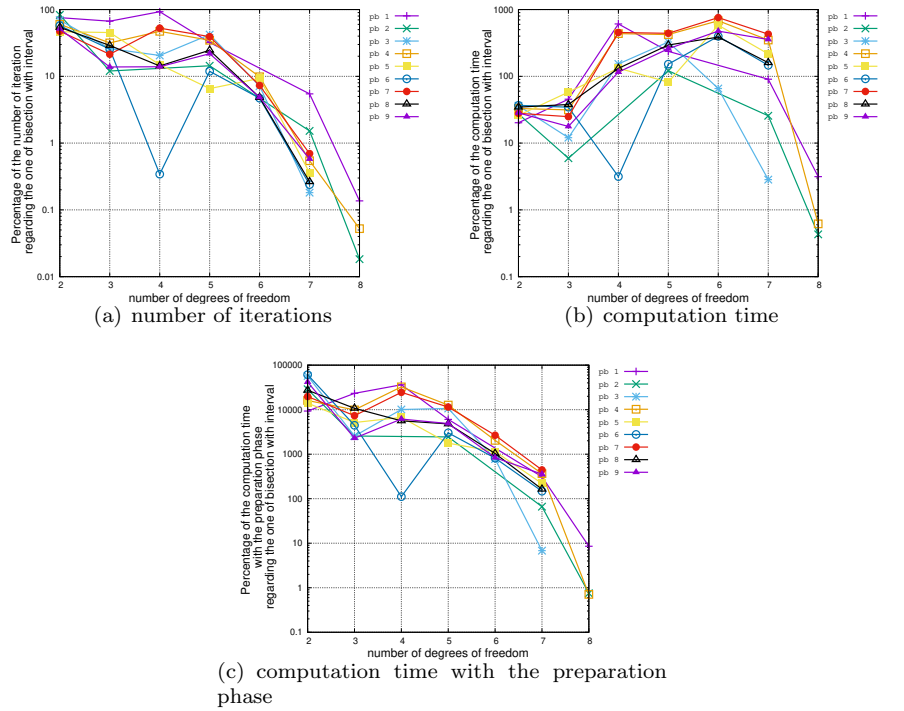 Percentage of the number of iteration
regarding the one of bisection with interval
100
10
1
0.1
0.01
2 3 4 5 6 7 8
number of degrees of freedom
pb 1
pb 2
pb 3
pb 4
pb 5
pb 6
pb 7
pb 8
pb 9
(a) number of iterations
Percentage of the computation time
regarding the one of bisection with interval
1000
100
10
1
0.1
2 3 4 5 6 7 8
number of degrees of freedom
pb 1
pb 2
pb 3
pb 4
pb 5
pb 6
pb 7
pb 8
pb 9
(b) computation time
Percentage of the computation time
with the preparation phase
regarding the one of bisection with interval
100000
10000
1000
100
10
1
0.1
2 3 4 5 6 7 8
number of degrees of freedom
pb 1
pb 2
pb 3
pb 4
pb 5
pb 6
pb 7
pb 8
pb 9
(c) computation time with the preparation
phase